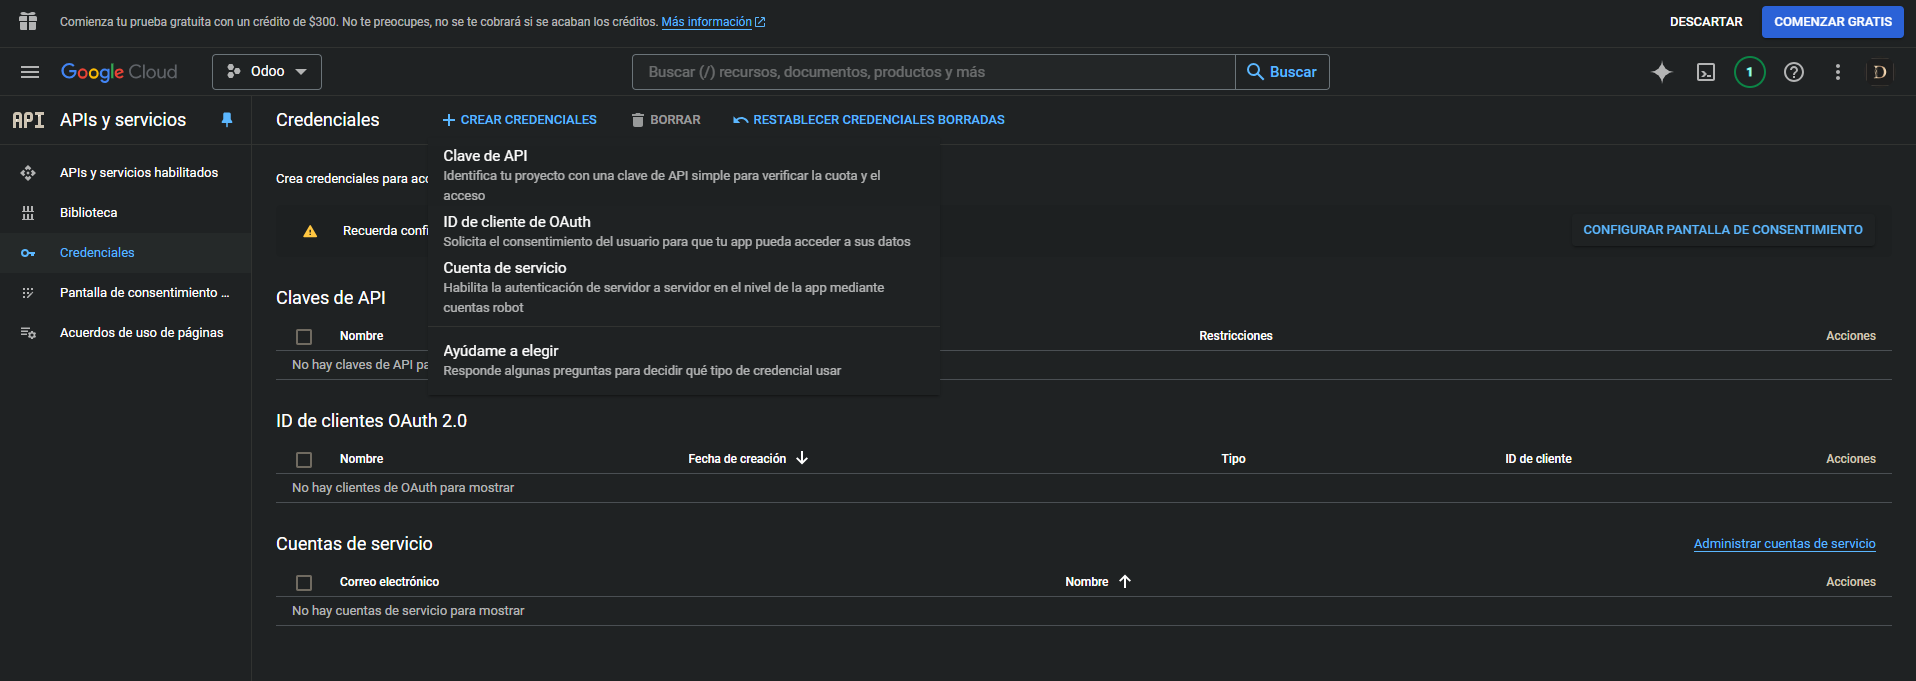 Comienza tu prueba gratuita con un crédito de $300. No te preocupes, no se te cobrará si se acaban los créditos. Más información
DESCARTAR
COMENZAR GRATIS
Google Cloud
Odoo
Buscar (/) recursos, documentos, productos y más
Buscar
1
D
API
APIs y servicios
Credenciales
CREAR CREDENCIALES
BORRAR
RESTABLECER CREDENCIALES BORRADAS
APIs y servicios habilitados
Biblioteca
Credenciales
Pantalla de consentimiento ...
Acuerdos de uso de páginas
Crea credenciales para acc
Clave de API
Identifica tu proyecto con una clave de API simple para verificar la cuota y el
acceso
ID de cliente de OAuth
Solicita el consentimiento del usuario para que tu app pueda acceder a sus datos
Cuenta de servicio
Habilita la autenticación de servidor a servidor en el nivel de la app mediante
cuentas robot
Ayúdame a elegir
Responde algunas preguntas para decidir qué tipo de credencial usar
Recuerda confi
CONFIGURAR PANTALLA DE CONSENTIMIENTO
Claves de API
Nombre
Restricciones
Acciones
No hay claves de API pa
ID de clientes OAuth 2.0
Nombre
Fecha de creación
Tipo
ID de cliente
Acciones
No hay clientes de OAuth para mostrar
Cuentas de servicio
Administrar cuentas de servicio
Correo electrónico
Nombre
Acciones
No hay cuentas de servicio para mostrar